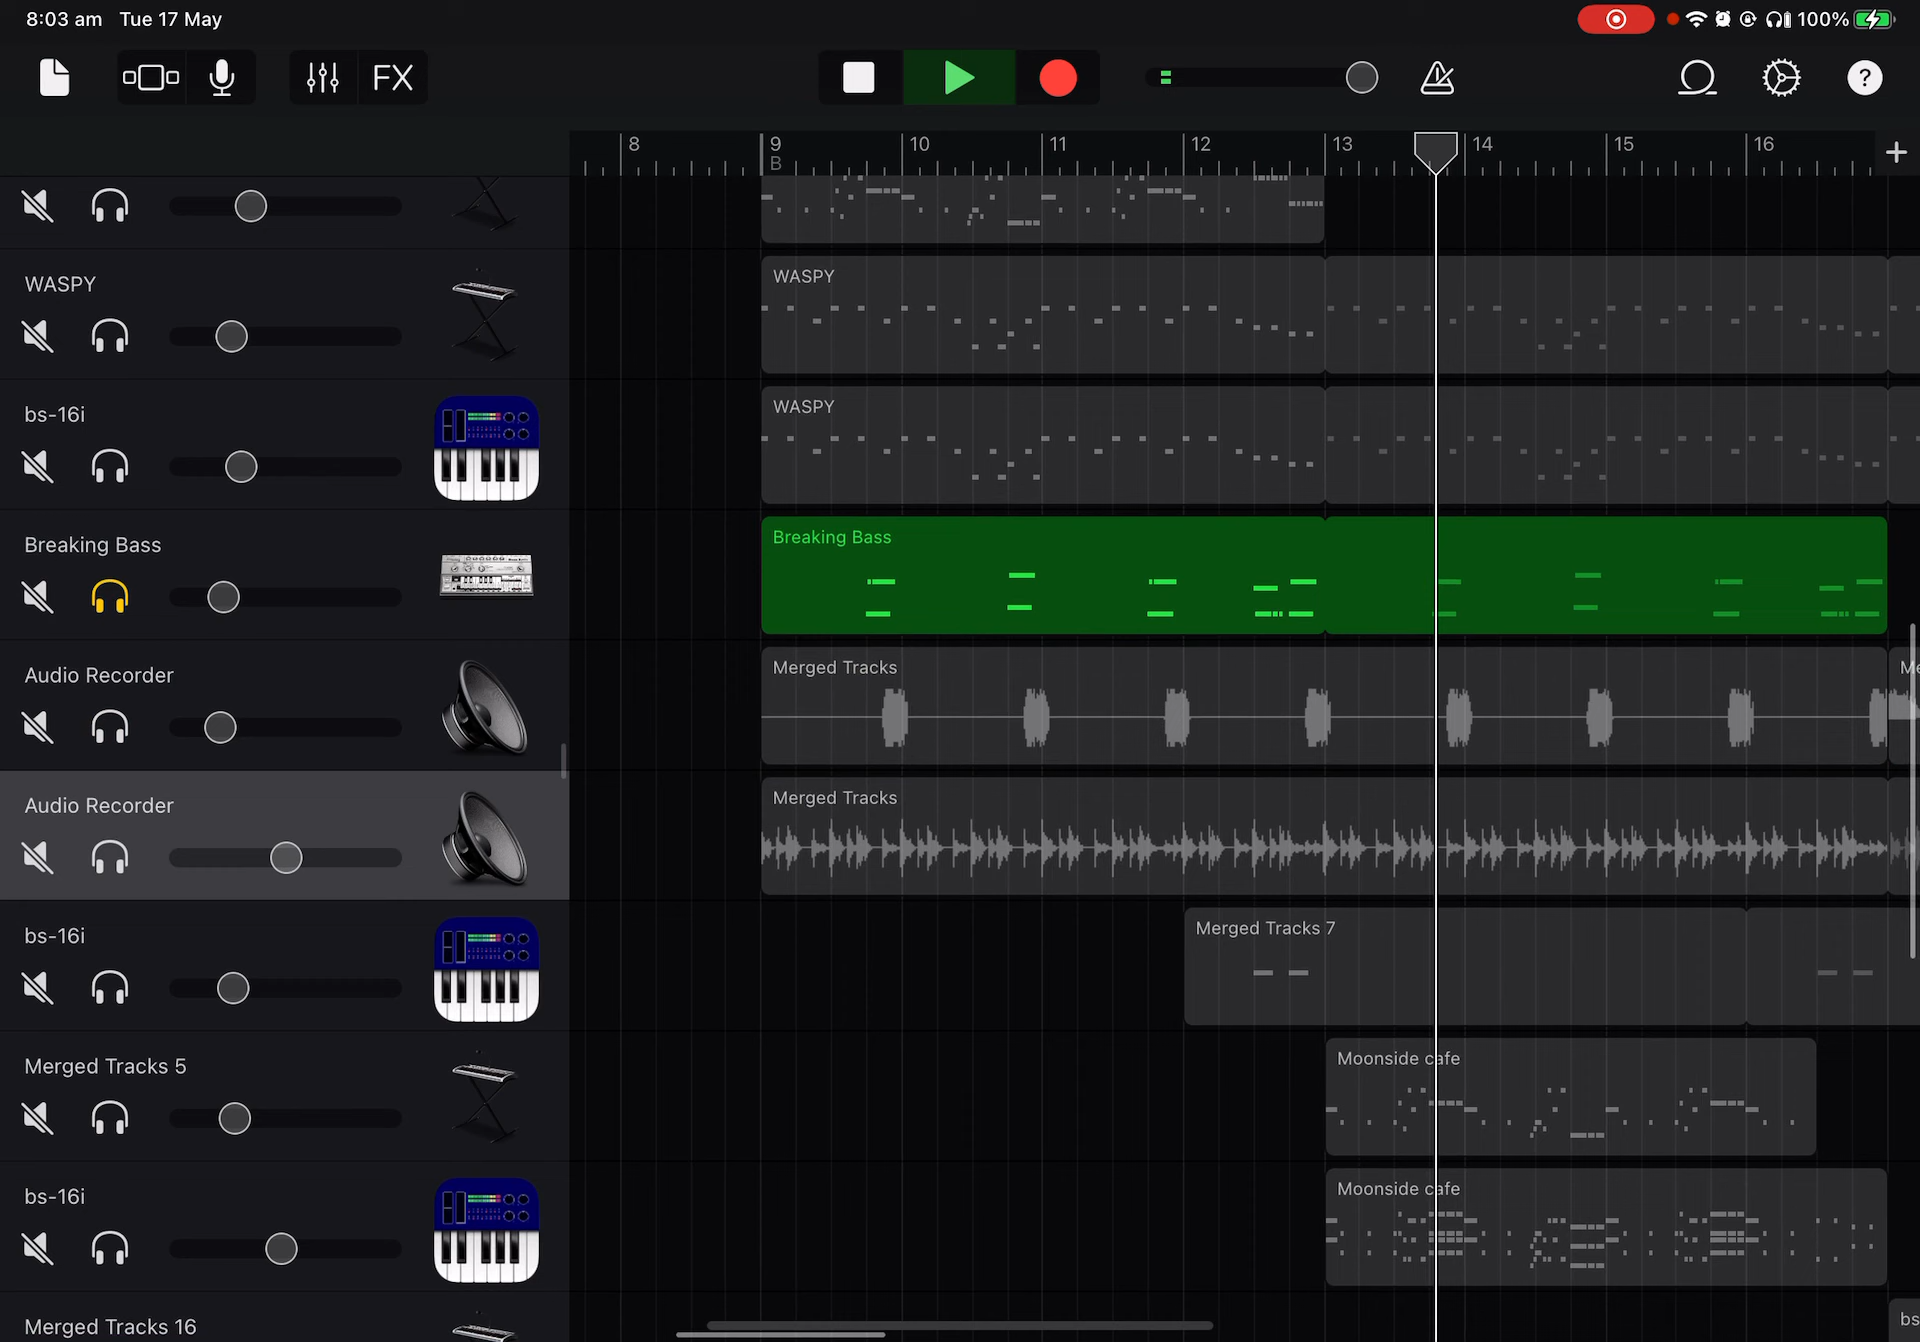 8:03 am Tue 17 May
100%
FX
?
8 9 10 11 12 13 14 15 16 +
B
WASPY
WASPY
bs-16i
WASPY
Breaking Bass
Breaking Bass
Audio Recorder
Merged Tracks
Me
Audio Recorder
Merged Tracks
bs-16i
Merged Tracks 7
Merged Tracks 5
Moonside cafe
bs-16i
Moonside cafe
Merged Tracks 16
bs